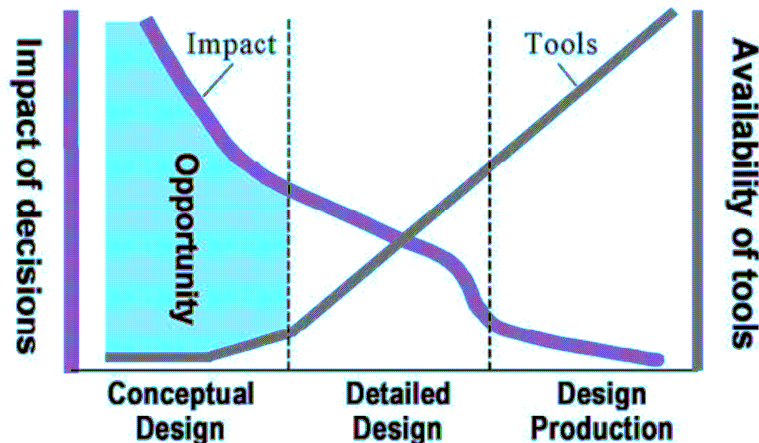 Impact of decisions
Impact
Tools
Availability of tools
Opportunity
Conceptual
Design
Detailed
Design
Design
Production